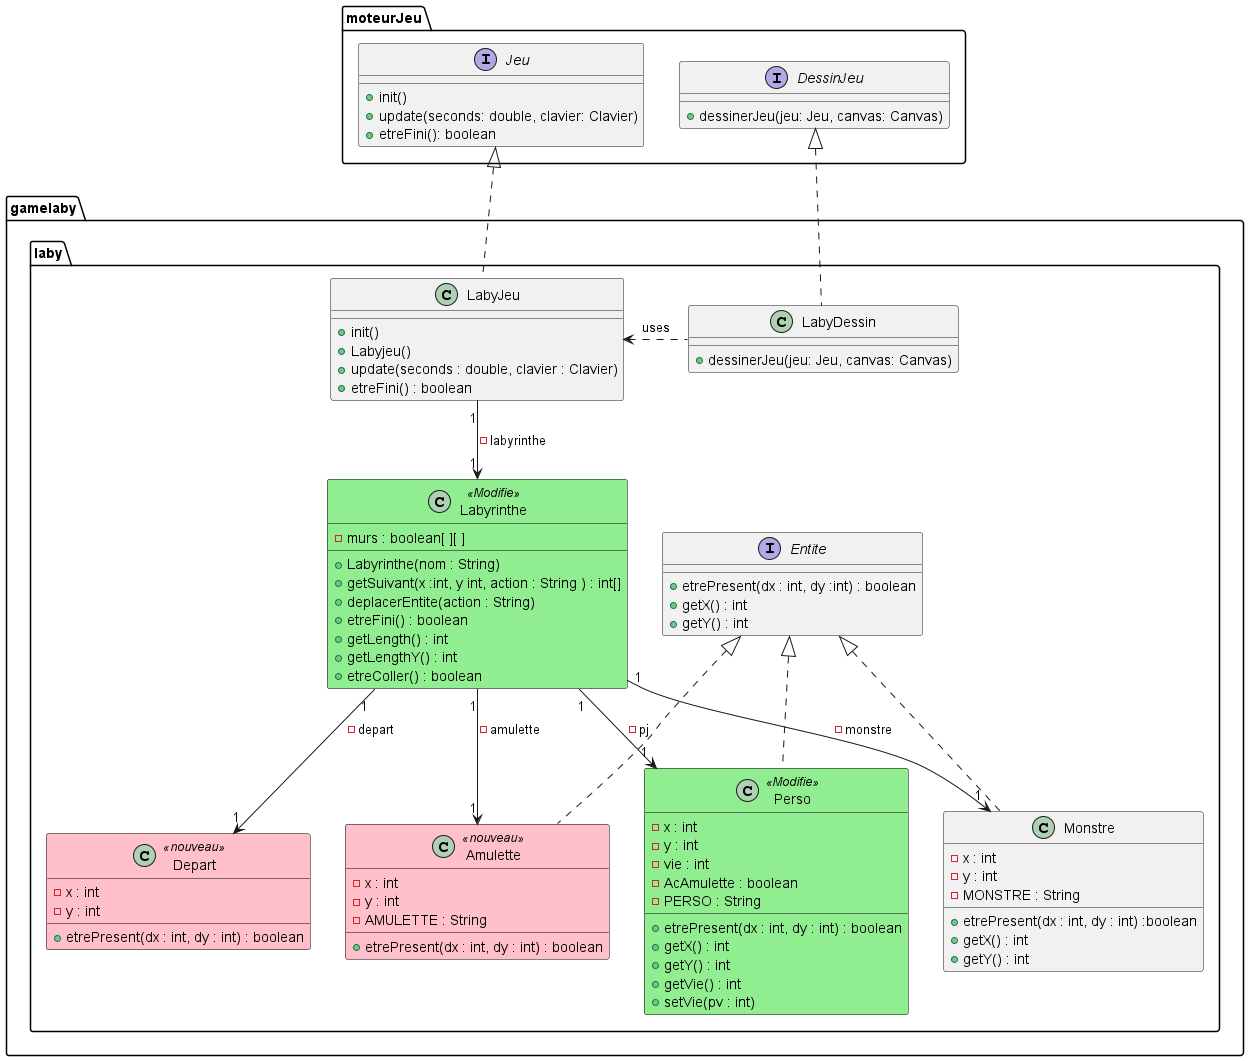 moteurJeu
I Jeu
init()
update(seconds: double, clavier: Clavier)
etreFini(): boolean
I DessinJeu
dessinerJeu(jeu: Jeu, canvas: Canvas)
gamelaby
laby
C LabyJeu
init()
Labyjeu()
update(seconds : double, clavier : Clavier)
etreFini() : boolean
uses
C LabyDessin
dessinerJeu(jeu: Jeu, canvas: Canvas)
1
labyrinthe
1
«Modifie»
C Labyrinthe
murs : boolean[ ][ ]
Labyrinthe(nom : String)
getSuivant(x :int, y int, action : String ) : int[]
deplacerEntite(action : String)
etreFini() : boolean
getLength() : int
getLengthY() : int
etreColler() : boolean
I Entite
etrePresent(dx : int, dy :int) : boolean
getX() : int
getY() : int
1
1
1
1
depart
amulette
pj
monstre
1
1
1
1
«nouveau»
C Depart
x : int
y : int
etrePresent(dx : int, dy : int) : boolean
«nouveau»
C Amulette
x : int
y : int
AMULETTE : String
etrePresent(dx : int, dy : int) : boolean
«Modifie»
C Perso
x : int
y : int
vie : int
AcAmulette : boolean
PERSO : String
etrePresent(dx : int, dy : int) : boolean
getX() : int
getY() : int
getVie() : int
setVie(pv : int)
C Monstre
x : int
y : int
MONSTRE : String
etrePresent(dx : int, dy : int) :boolean
getX() : int
getY() : int